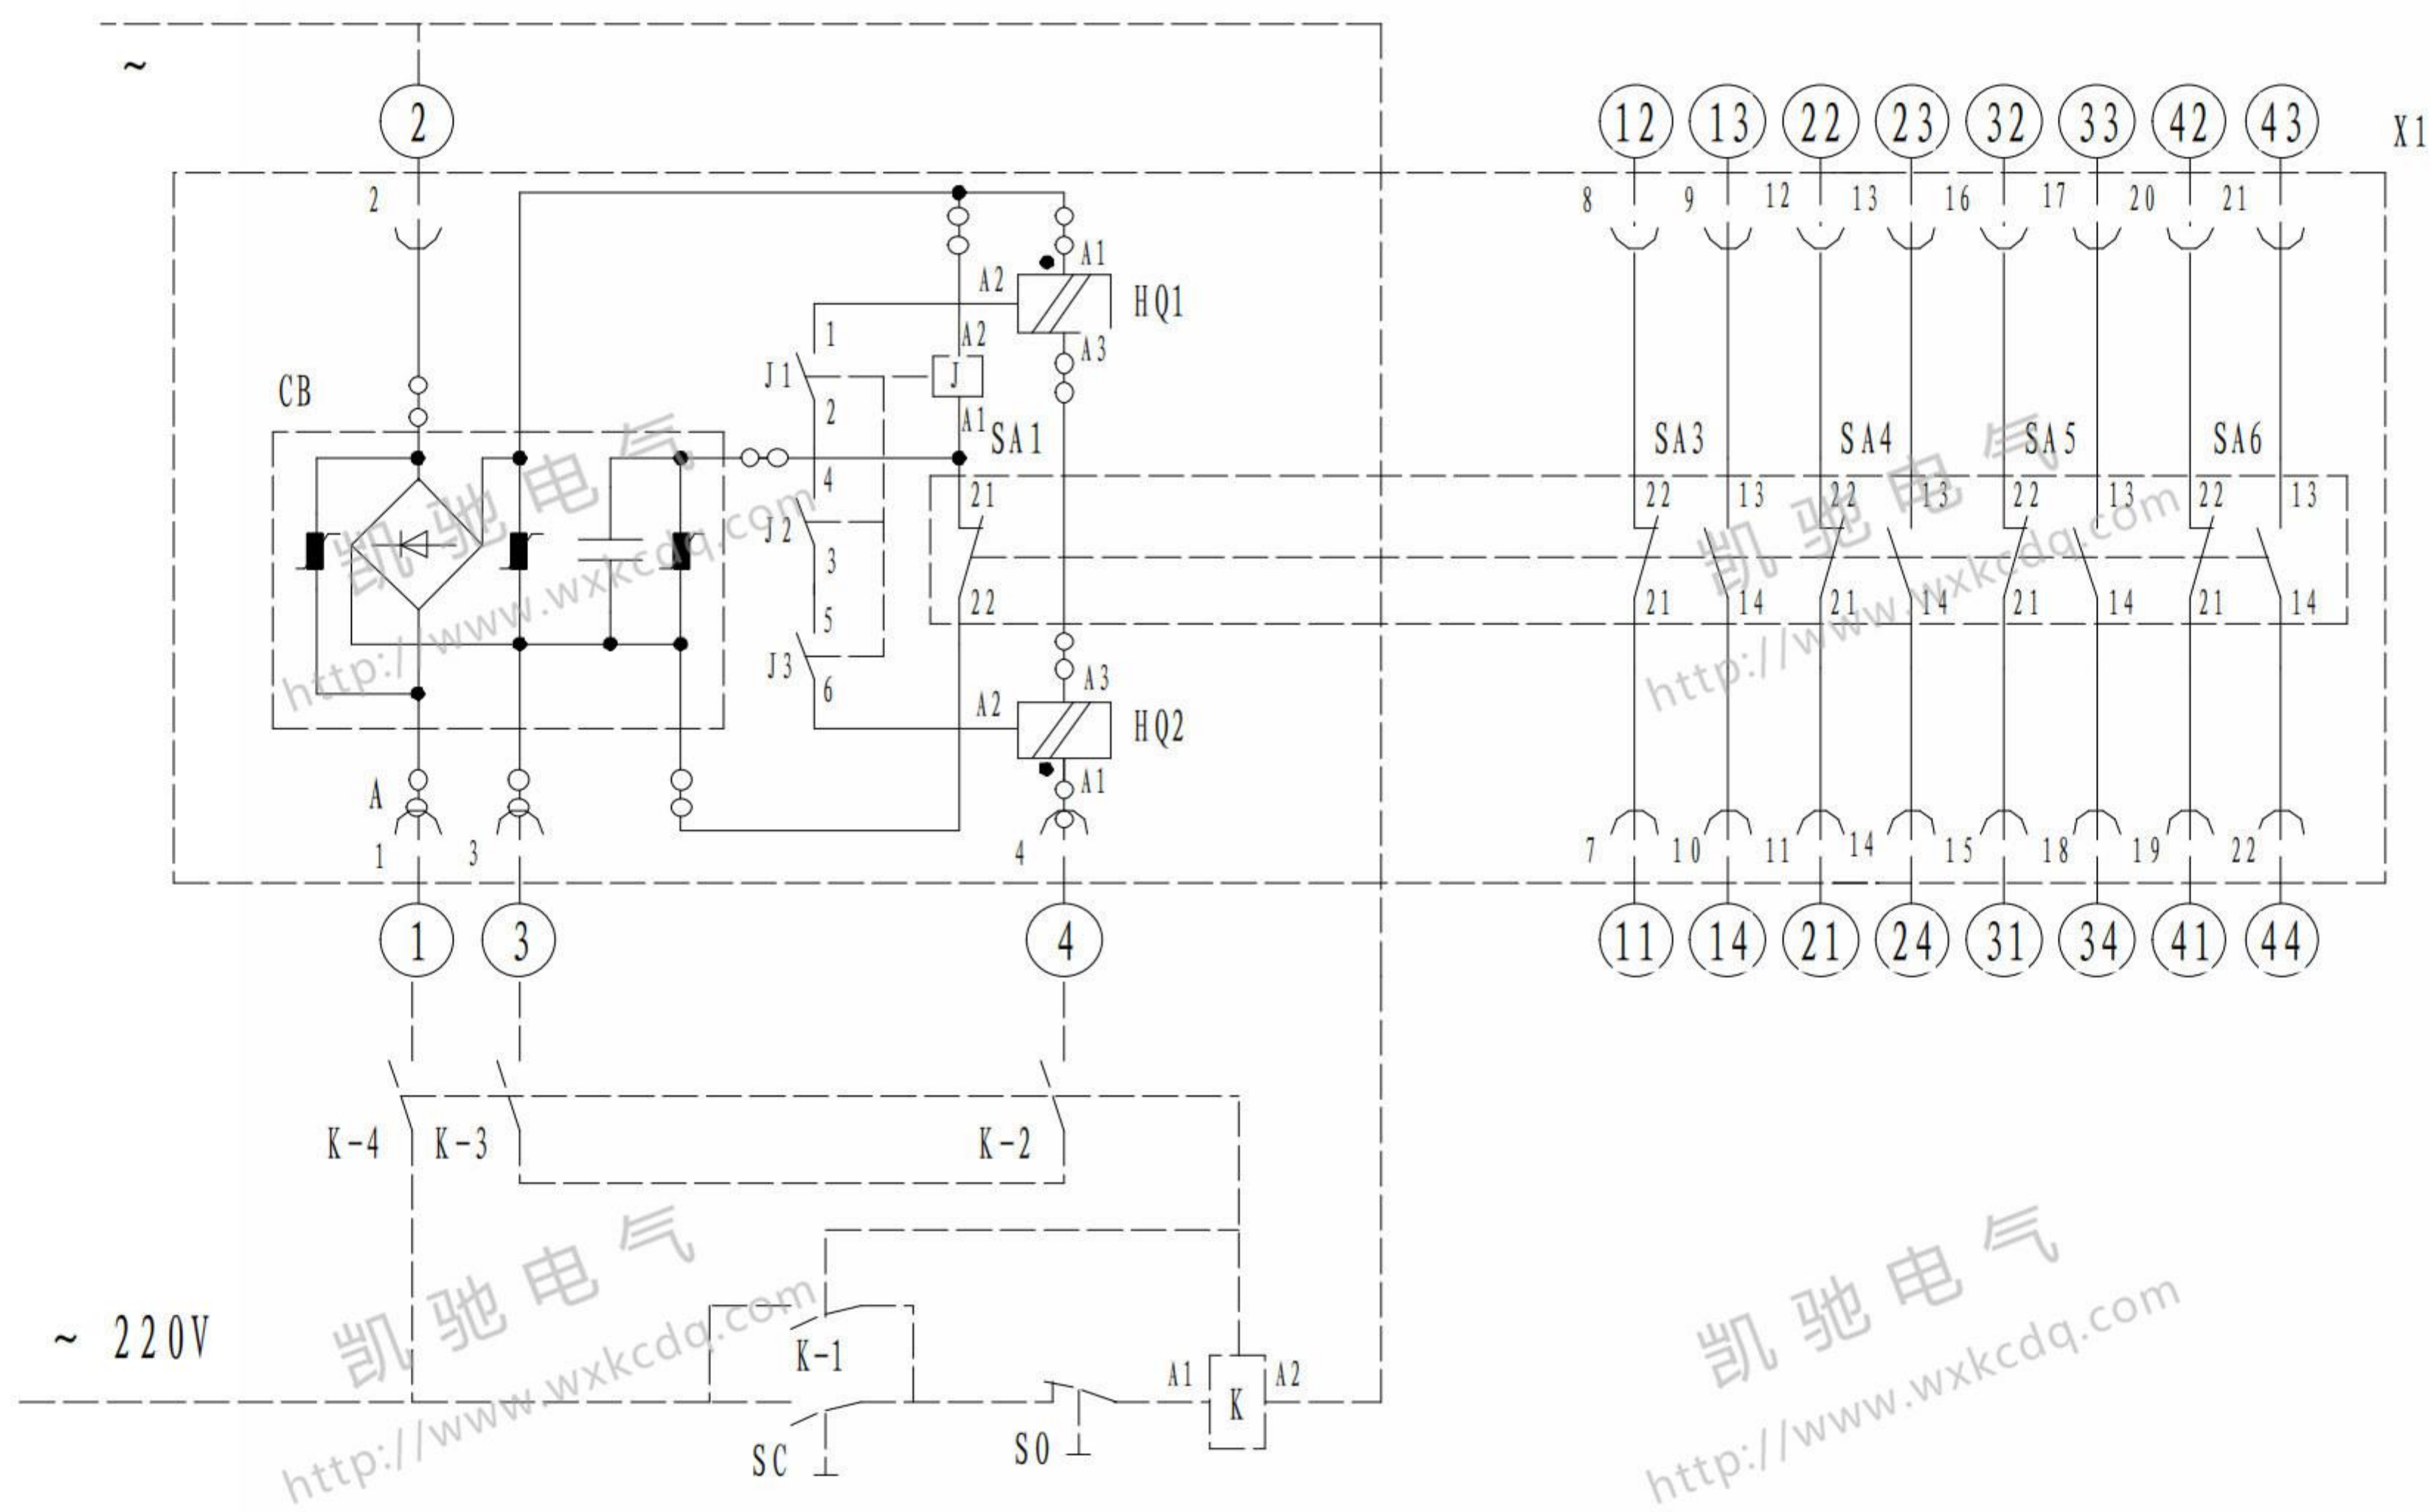 ~
2
12 13 22 23 32 33 42 43 X1
2
8 9 12 13 16 17 20 21
A1
A2
HQ1
1
A2
A3
J1 J
CB
2
A1
SA1
SA3 SA4 SA5 SA6
4
21
22 13 22 13 22 13 22 13
J2
3
22
21 14 21 14 21 14 21 14
5
J3
6
A3
A2
HQ2
A
A1
1 3 4
7 10 11 14 15 18 19 22
1 3 4
11 14 21 24 31 34 41 44
K-4 K-3 K-2
~ 220V
K-1
A1 A2
K
SC
SO
凯驰电气
http://www.wxkcdq.com
凯驰电气
http://www.wxkcdq.com
凯驰电气
http://www.wxkcdq.com
凯驰电气
http://www.wxkcdq.com